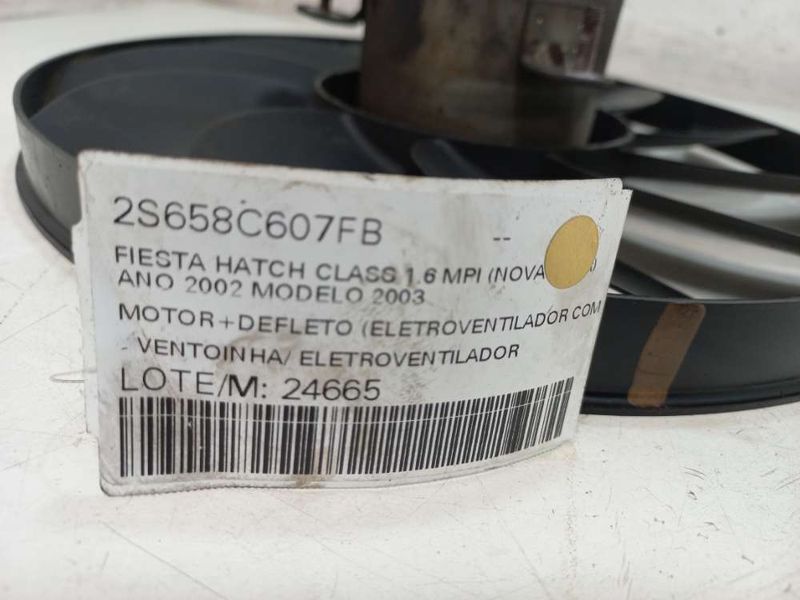 2S658C607FB --
FIESTA HATCH CLASS 1.6 MPI (NOVA
ANO 2002 MODELO 2003
MOTOR+DEFLETO (ELETROVENTILADOR COM
- VENTOINHA/ ELETROVENTILADOR
LOTE/M: 24665